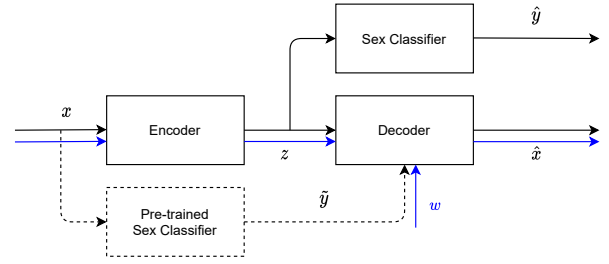 ŷ
Sex Classifier
x
Encoder
Decoder
z
x̂
ỹ
Pre-trained
Sex Classifier
w